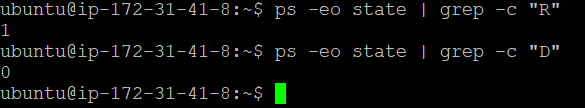 ubuntu@ip-172-31-41-8:~$ ps -eo state | grep -c "R"
1
ubuntu@ip-172-31-41-8:~$ ps -eo state | grep -c "D"
0
ubuntu@ip-172-31-41-8:~$